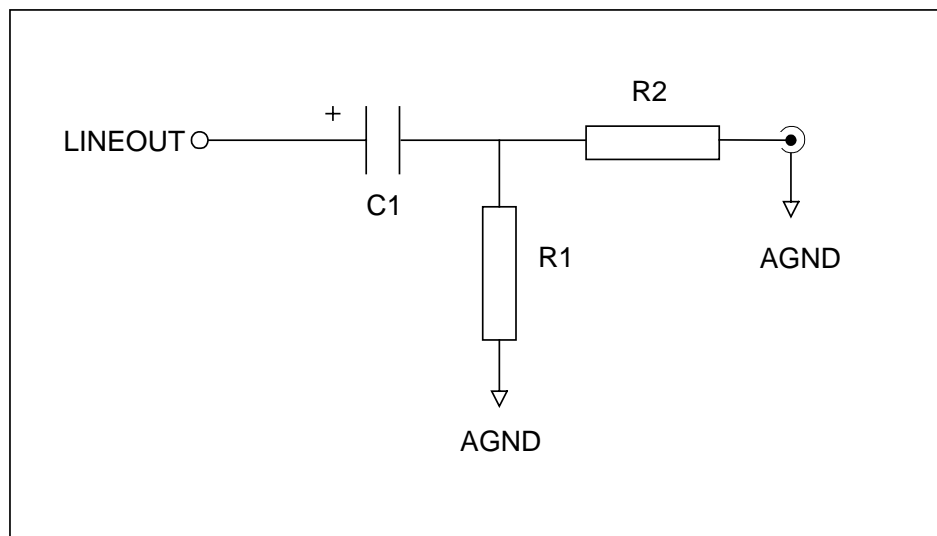 R2
+
LINEOUT
C1
R1
AGND
AGND